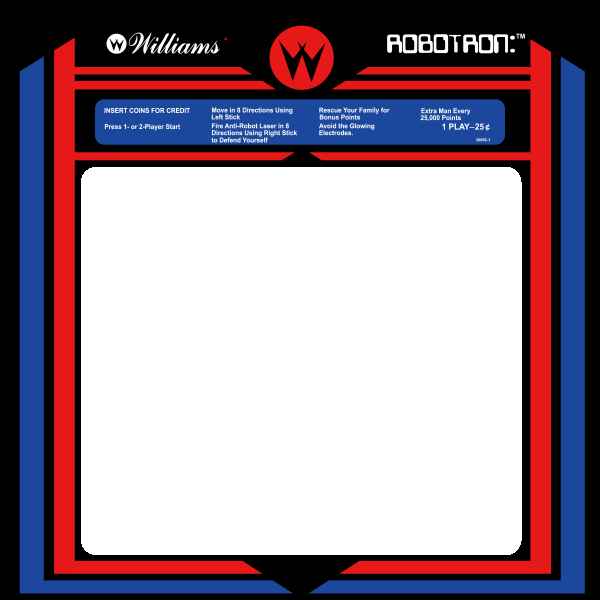 Williams
ROBOTRON:™
INSERT COINS FOR CREDIT
Press 1- or 2-Player Start
Move in 8 Directions Using
Left Stick
Fire Anti-Robot Laser in 8
Directions Using Right Stick
to Defend Yourself
Rescue Your Family for
Bonus Points
Avoid the Glowing
Electrodes.
Extra Man Every
25,000 Points
1 PLAY–25¢